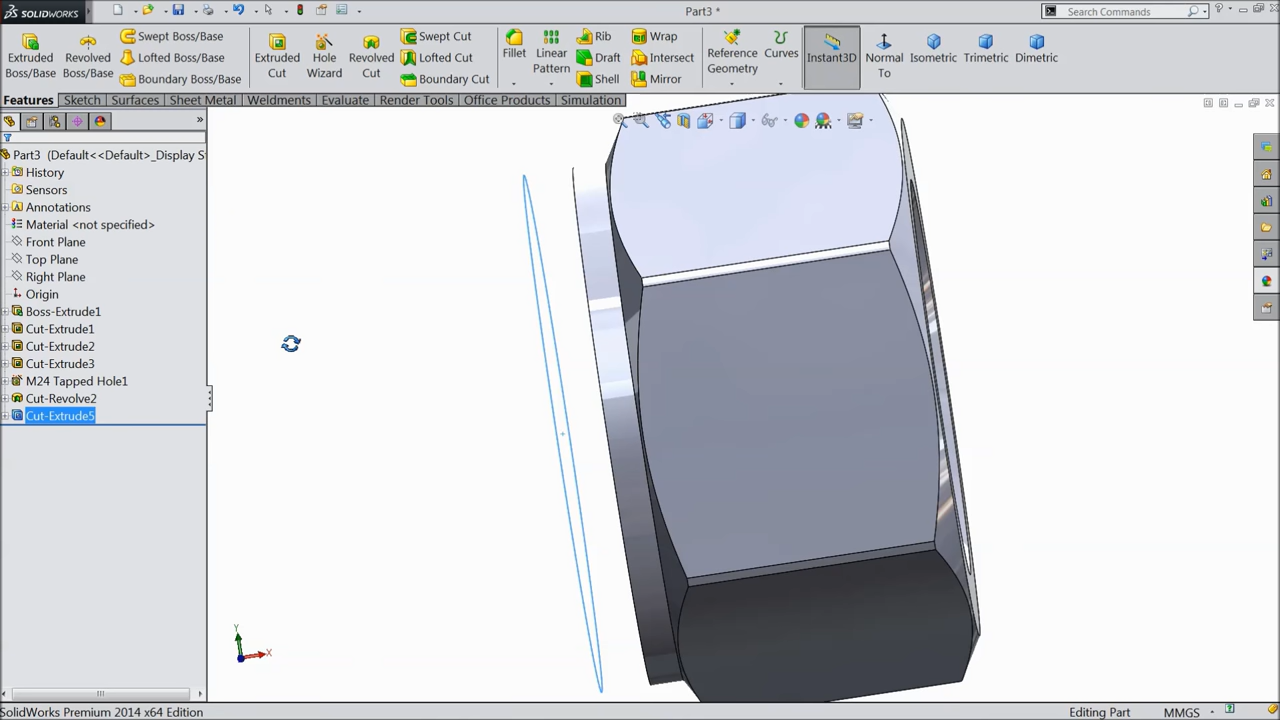 SOLIDWORKS
Part3 *
Search Commands
Extruded Boss/Base
Revolved Boss/Base
Swept Boss/Base
Lofted Boss/Base
Boundary Boss/Base
Extruded Cut
Hole Wizard
Revolved Cut
Swept Cut
Lofted Cut
Boundary Cut
Fillet
Linear Pattern
Rib
Draft
Shell
Wrap
Intersect
Mirror
Reference Geometry
Curves
Instant3D
Normal To
Isometric
Trimetric
Dimetric
Features
Sketch
Surfaces
Sheet Metal
Weldments
Evaluate
Render Tools
Office Products
Simulation
Part3 (Default<<Default>_Display S
History
Sensors
Annotations
Material <not specified>
Front Plane
Top Plane
Right Plane
Origin
Boss-Extrude1
Cut-Extrude1
Cut-Extrude2
Cut-Extrude3
M24 Tapped Hole1
Cut-Revolve2
Cut-Extrude5
Y
X
SolidWorks Premium 2014 x64 Edition
Editing Part
MMGS